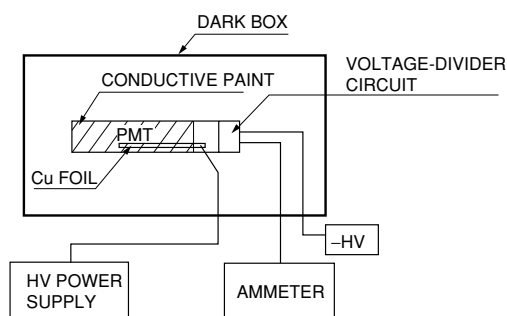 DARK BOX
CONDUCTIVE PAINT
VOLTAGE-DIVIDER
CIRCUIT
PMT
Cu FOIL
–HV
HV POWER
SUPPLY
AMMETER